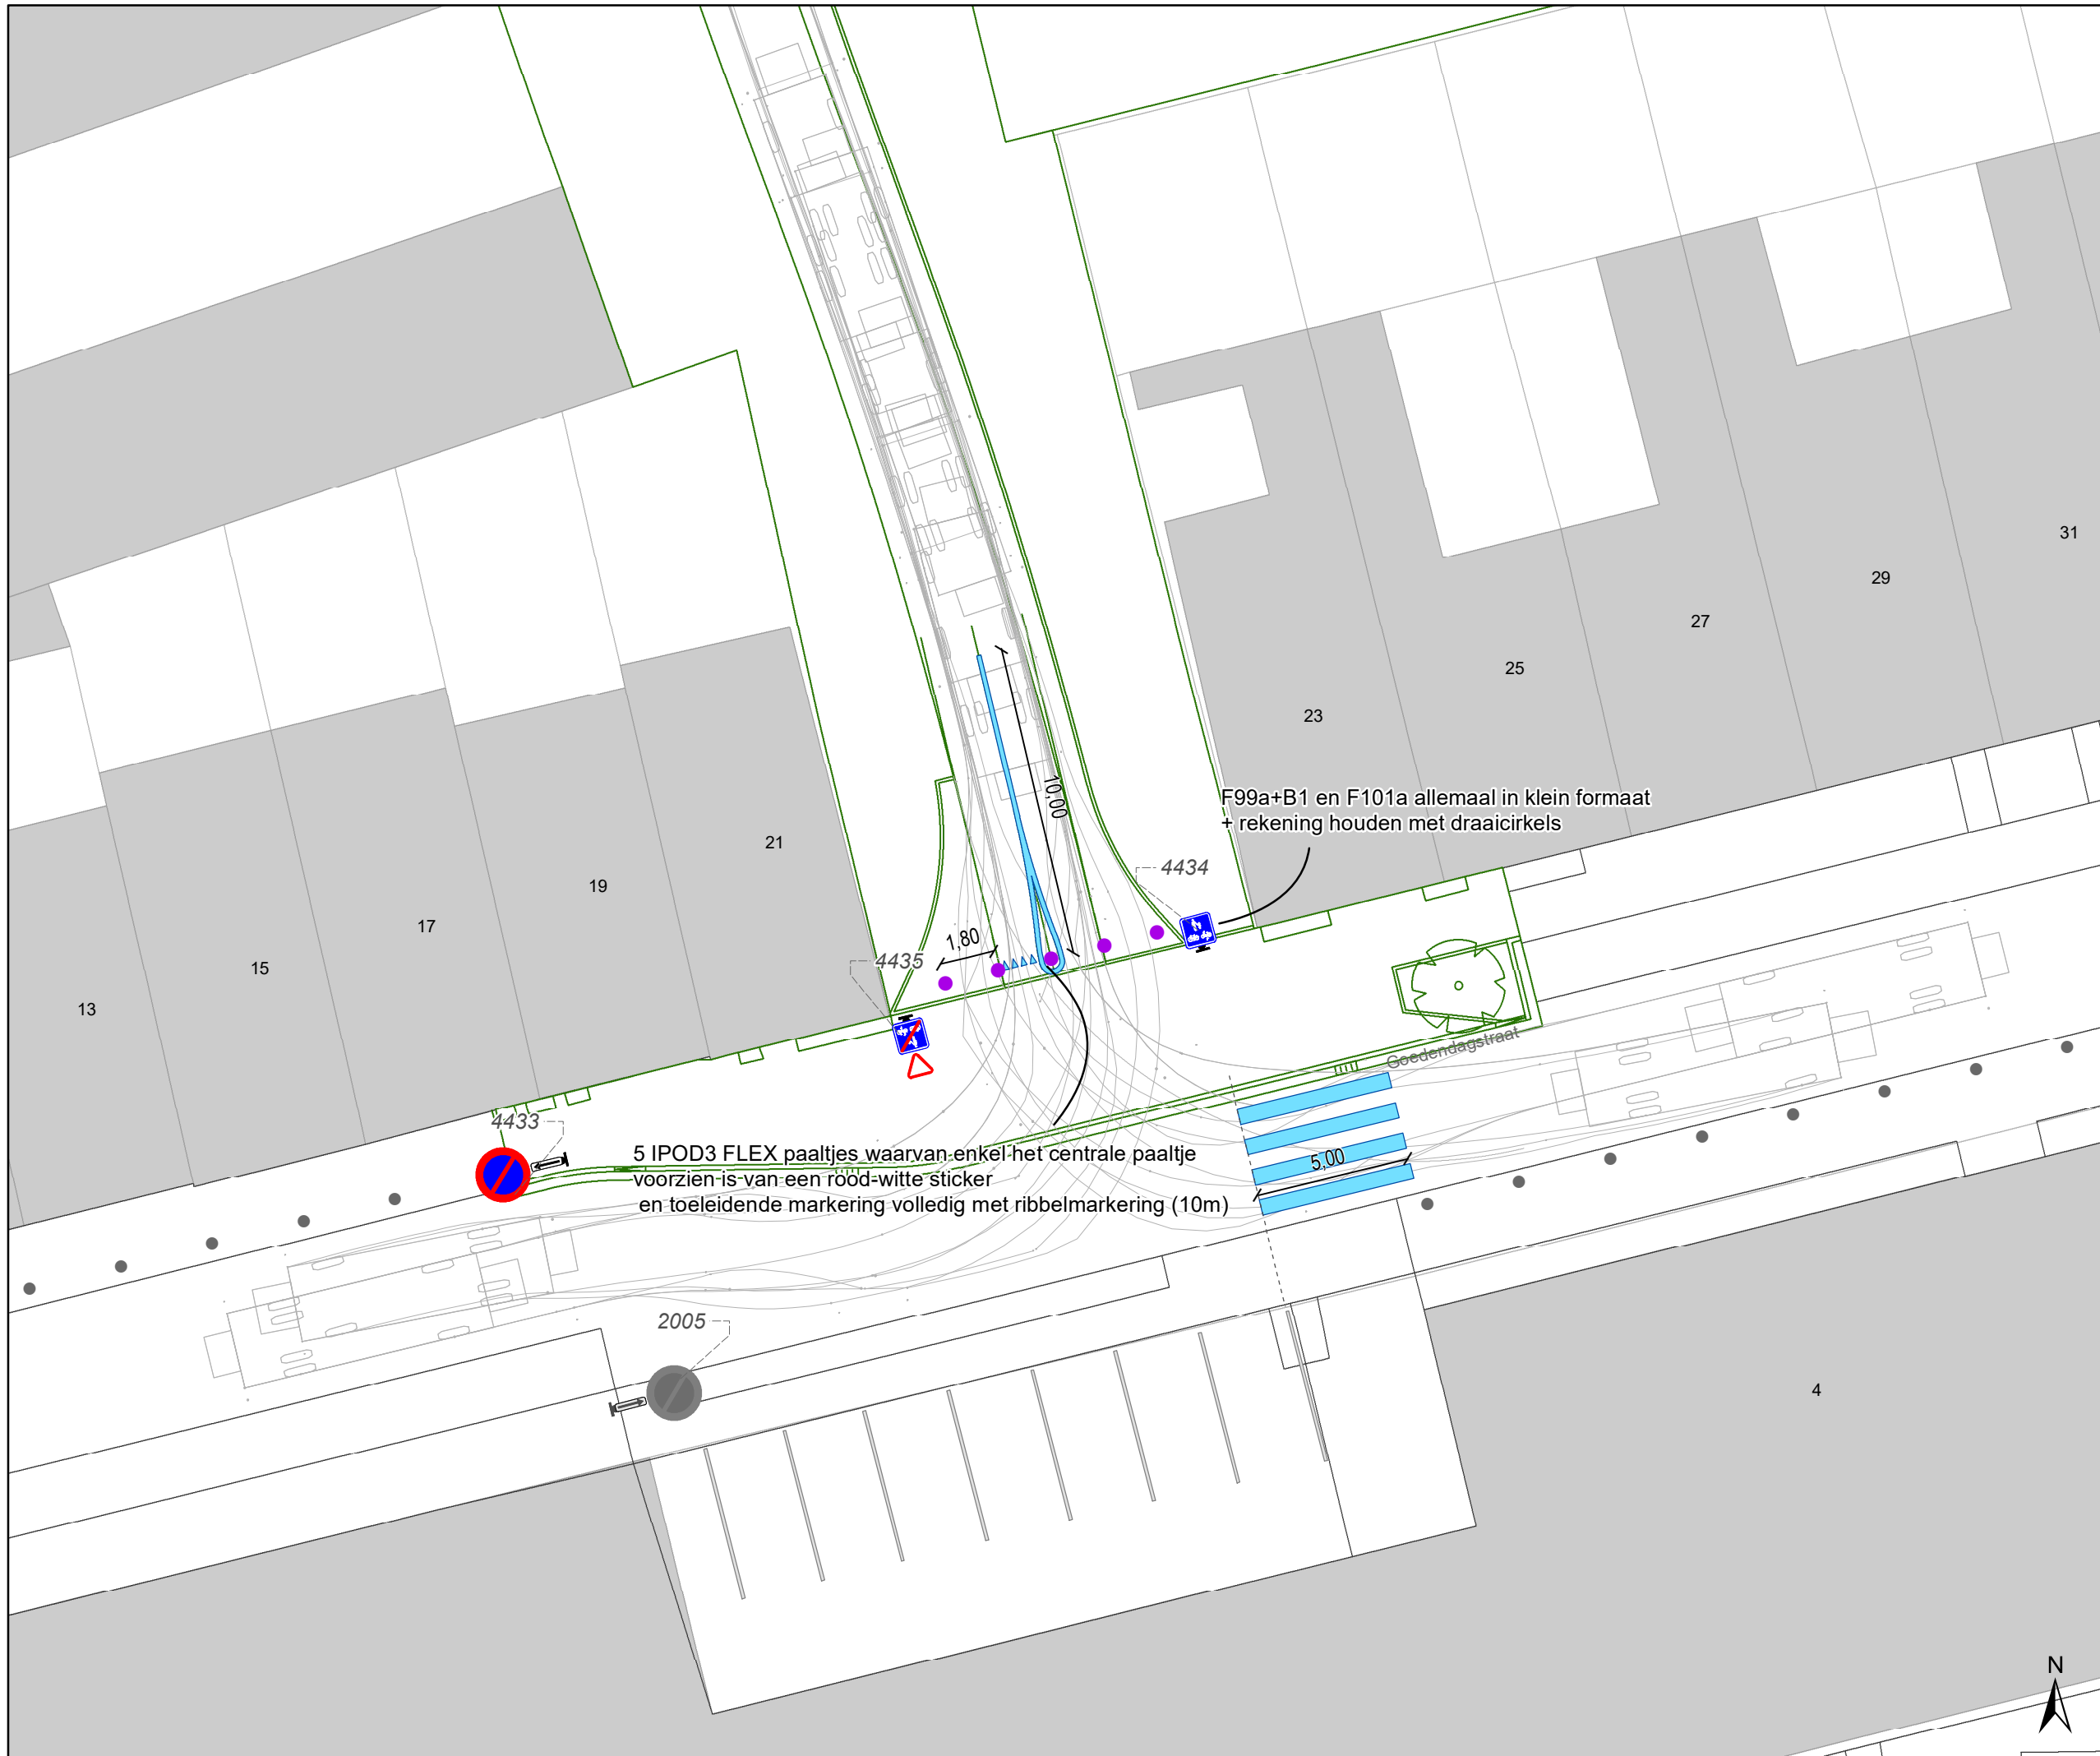 31
29
27
25
23
10,00
F99a+B1 en F101a allemaal in klein formaat
+ rekening houden met draaicirkels
21
4434
19
17
1,80
4435
15
13
Goedendagstraat
4433
5 IPOD3 FLEX paaltjes waarvan enkel het centrale paaltje
voorzien is van een rood-witte sticker
en toeleidende markering volledig met ribbelmarkering (10m)
5,00
2005
4
N